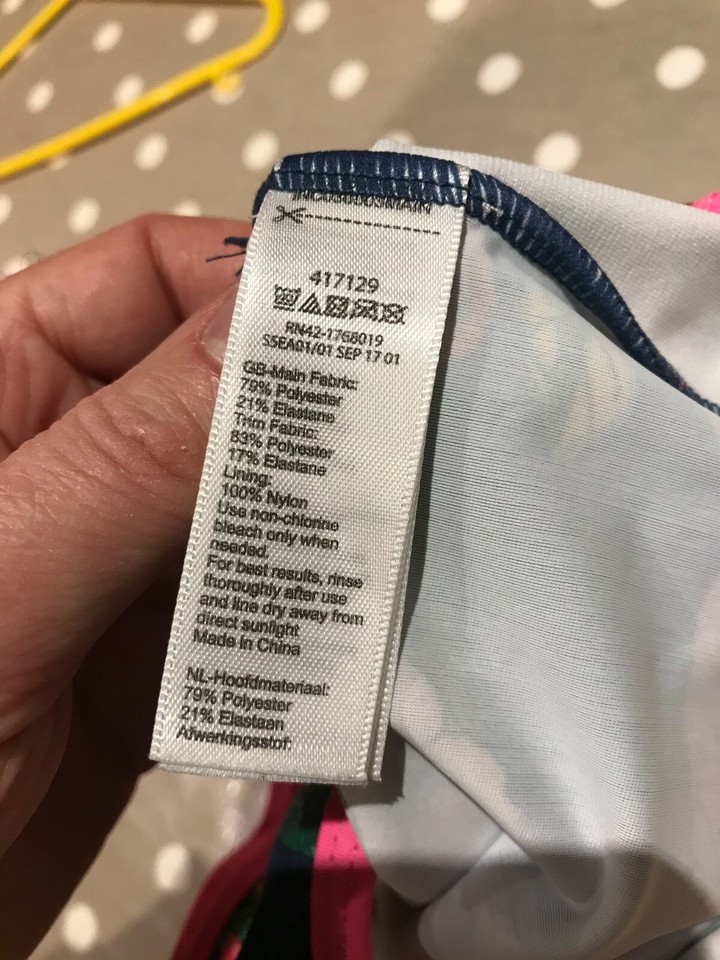 417129
RN42-1768019
SSEA01/01 SEP 17 01
GB-Main Fabric:
79% Polyester
21% Elastane
Trim Fabric:
83% Polyester
17% Elastane
Lining:
100% Nylon
Use non-chlorine
bleach only when
needed.
For best results, rinse
thoroughly after use
and line dry away from
direct sunlight
Made in China
NL-Hoofdmateriaal:
79% Polyester
21% Elastaan
Afwerkingsstof: